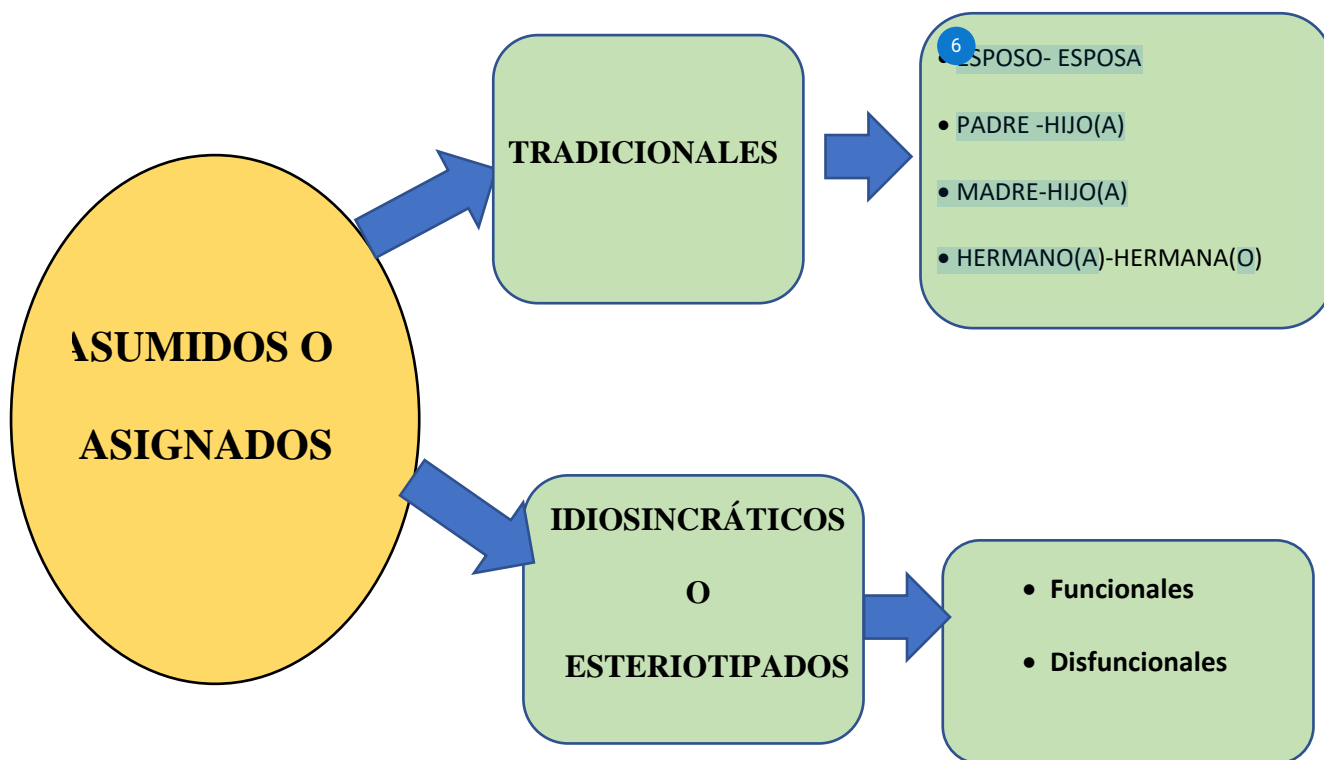 ASUMIDOS O
ASIGNADOS
TRADICIONALES
6
• ESPOSO- ESPOSA
• PADRE -HIJO(A)
• MADRE-HIJO(A)
• HERMANO(A)-HERMANA(O)
IDIOSINCRÁTICOS
O
ESTERIOTIPADOS
• Funcionales
• Disfuncionales